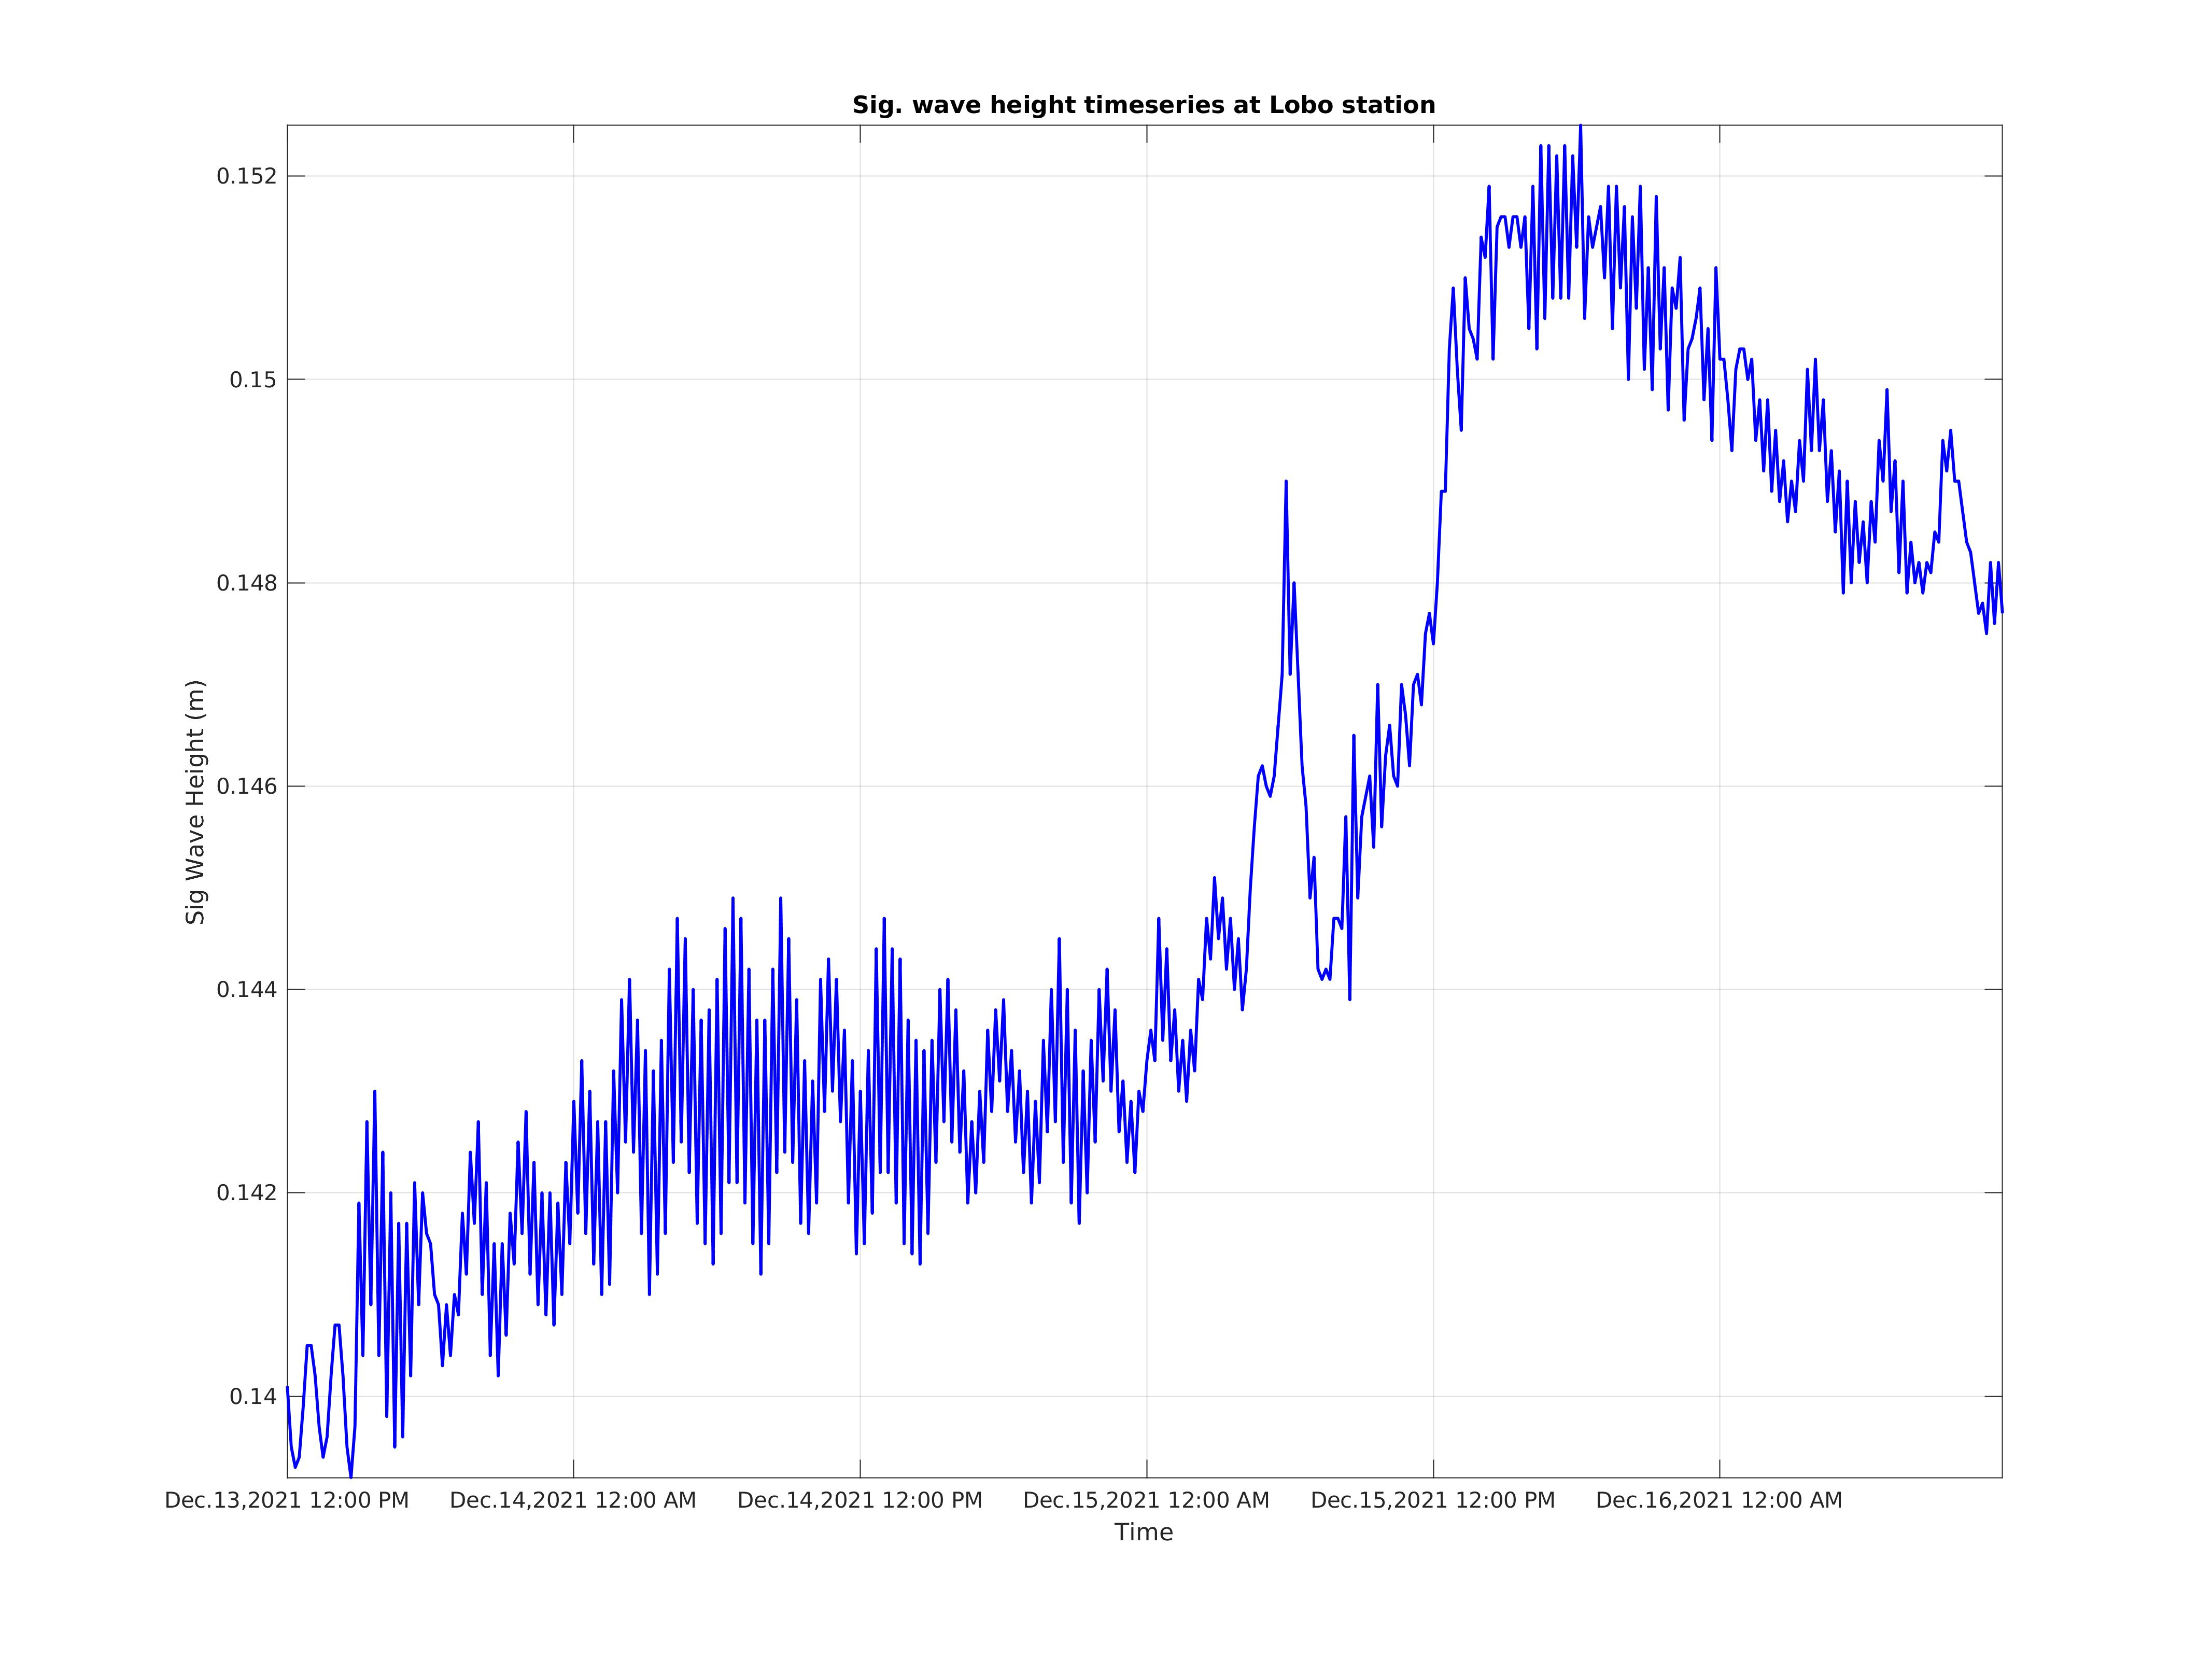 Sig. wave height timeseries at Lobo station
0.152
0.15
0.148
0.146
0.144
0.142
0.14
Sig Wave Height (m)
Dec.13,2021 12:00 PM
Dec.14,2021 12:00 AM
Dec.14,2021 12:00 PM
Dec.15,2021 12:00 AM
Dec.15,2021 12:00 PM
Dec.16,2021 12:00 AM
Time